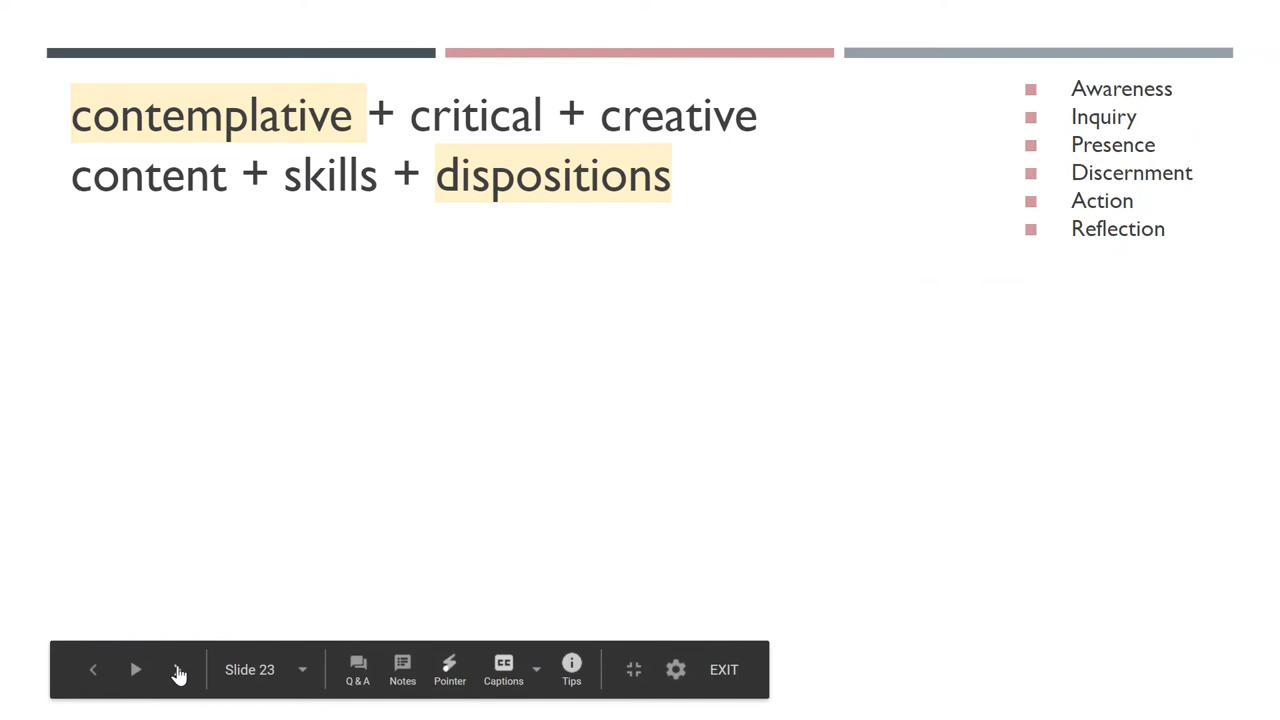 contemplative + critical + creative
content + skills + dispositions
Awareness
Inquiry
Presence
Discernment
Action
Reflection
Slide 23
Q & A
Notes
Pointer
CC
Captions
Tips
EXIT